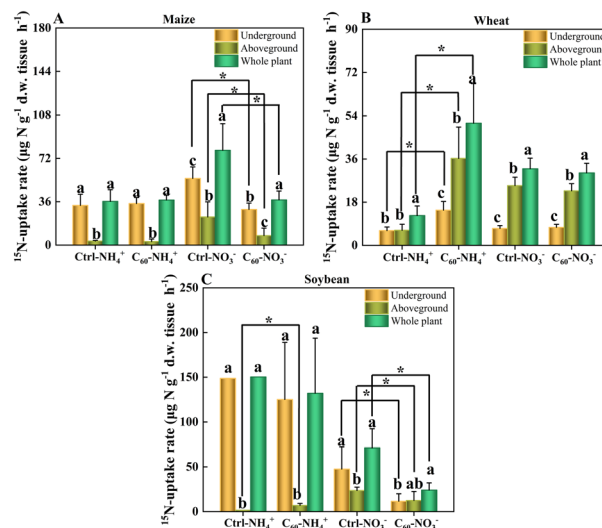 A
Maize
Underground
Aboveground
Whole plant
¹⁵N-uptake rate (μg N g⁻¹ d.w. tissue h⁻¹)
180
144
108
72
36
0
a b a
a b a
c b a
b c a
* * *
Ctrl-NH₄⁺ C₆₀-NH₄⁺ Ctrl-NO₃⁻ C₆₀-NO₃⁻
B
Wheat
Underground
Aboveground
Whole plant
¹⁵N-uptake rate (μg N g⁻¹ d.w. tissue h⁻¹)
90
72
54
36
18
0
b b a
c b a
c b a
c b a
* * *
Ctrl-NH₄⁺ C₆₀-NH₄⁺ Ctrl-NO₃⁻ C₆₀-NO₃⁻
C
Soybean
Underground
Aboveground
Whole plant
¹⁵N-uptake rate (μg N g⁻¹ d.w. tissue h⁻¹)
250
200
150
100
50
0
a b a
a b a
a b a
b ab a
* * * *
Ctrl-NH₄⁺ C₆₀-NH₄⁺ Ctrl-NO₃⁻ C₆₀-NO₃⁻